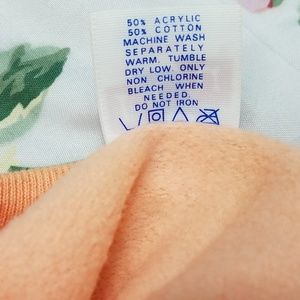 50% ACRYLIC
50% COTTON
MACHINE WASH
SEPARATELY
WARM. TUMBLE
DRY LOW. ONLY
NON CHLORINE
BLEACH WHEN
NEEDED.
DO NOT IRON